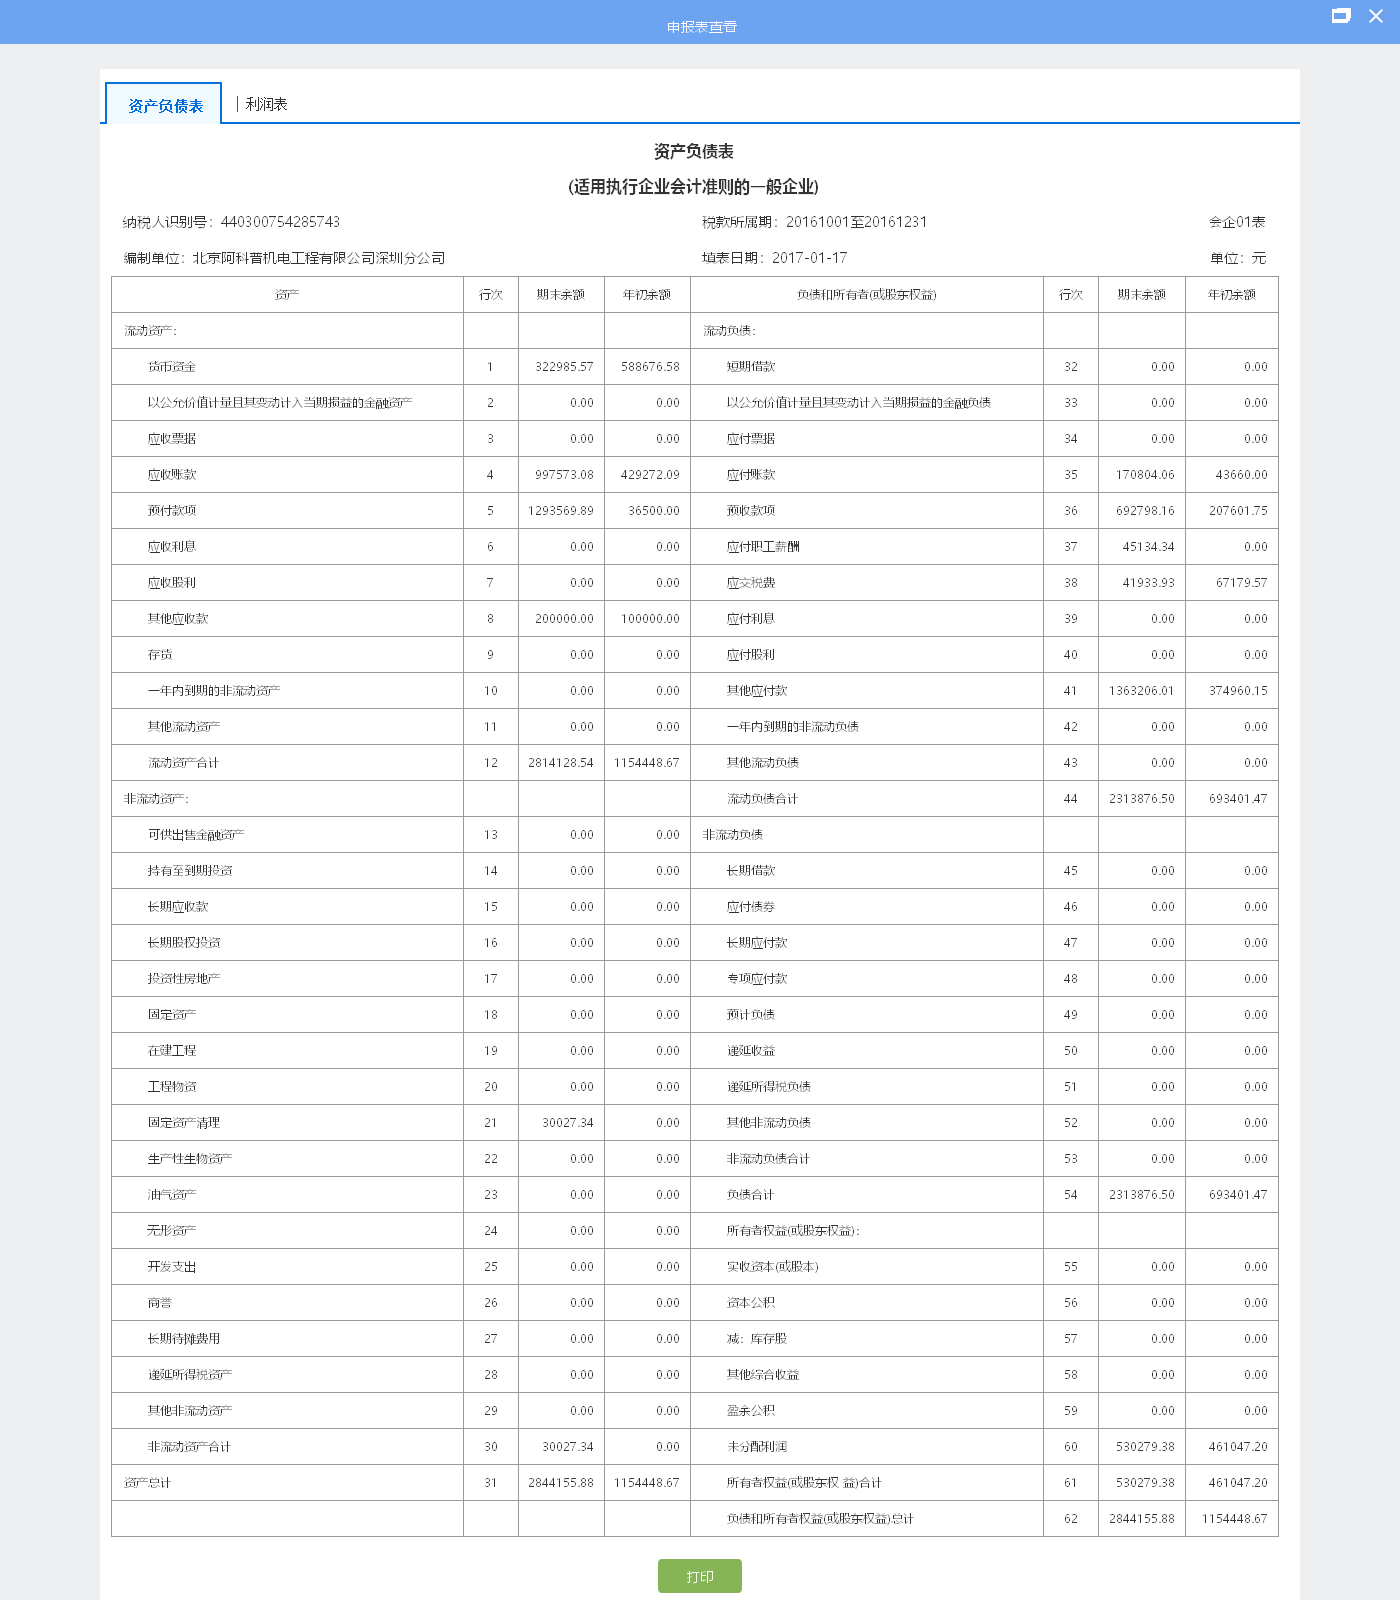 申报表查看
资产负债表 | 利润表
资产负债表
(适用执行企业会计准则的一般企业)
纳税人识别号：440300754285743 税款所属期：20161001至20161231 会企01表
编制单位：北京阿科普机电工程有限公司深圳分公司 填表日期：2017-01-17 单位：元
资产 行次 期末余额 年初余额 负债和所有者(或股东权益) 行次 期末余额 年初余额
流动资产： 流动负债：
货币资金 1 322985.57 588676.58 短期借款 32 0.00 0.00
以公允价值计量且其变动计入当期损益的金融资产 2 0.00 0.00 以公允价值计量且其变动计入当期损益的金融负债 33 0.00 0.00
应收票据 3 0.00 0.00 应付票据 34 0.00 0.00
应收账款 4 997573.08 429272.09 应付账款 35 170804.06 43660.00
预付款项 5 1293569.89 36500.00 预收款项 36 692798.16 207601.75
应收利息 6 0.00 0.00 应付职工薪酬 37 45134.34 0.00
应收股利 7 0.00 0.00 应交税费 38 41933.93 67179.57
其他应收款 8 200000.00 100000.00 应付利息 39 0.00 0.00
存货 9 0.00 0.00 应付股利 40 0.00 0.00
一年内到期的非流动资产 10 0.00 0.00 其他应付款 41 1363206.01 374960.15
其他流动资产 11 0.00 0.00 一年内到期的非流动负债 42 0.00 0.00
流动资产合计 12 2814128.54 1154448.67 其他流动负债 43 0.00 0.00
非流动资产： 流动负债合计 44 2313876.50 693401.47
可供出售金融资产 13 0.00 0.00 非流动负债
持有至到期投资 14 0.00 0.00 长期借款 45 0.00 0.00
长期应收款 15 0.00 0.00 应付债券 46 0.00 0.00
长期股权投资 16 0.00 0.00 长期应付款 47 0.00 0.00
投资性房地产 17 0.00 0.00 专项应付款 48 0.00 0.00
固定资产 18 0.00 0.00 预计负债 49 0.00 0.00
在建工程 19 0.00 0.00 递延收益 50 0.00 0.00
工程物资 20 0.00 0.00 递延所得税负债 51 0.00 0.00
固定资产清理 21 30027.34 0.00 其他非流动负债 52 0.00 0.00
生产性生物资产 22 0.00 0.00 非流动负债合计 53 0.00 0.00
油气资产 23 0.00 0.00 负债合计 54 2313876.50 693401.47
无形资产 24 0.00 0.00 所有者权益(或股东权益)：
开发支出 25 0.00 0.00 实收资本(或股本) 55 0.00 0.00
商誉 26 0.00 0.00 资本公积 56 0.00 0.00
长期待摊费用 27 0.00 0.00 减：库存股 57 0.00 0.00
递延所得税资产 28 0.00 0.00 其他综合收益 58 0.00 0.00
其他非流动资产 29 0.00 0.00 盈余公积 59 0.00 0.00
非流动资产合计 30 30027.34 0.00 未分配利润 60 530279.38 461047.20
资产总计 31 2844155.88 1154448.67 所有者权益(或股东权 益)合计 61 530279.38 461047.20
负债和所有者权益(或股东权益)总计 62 2844155.88 1154448.67
打印